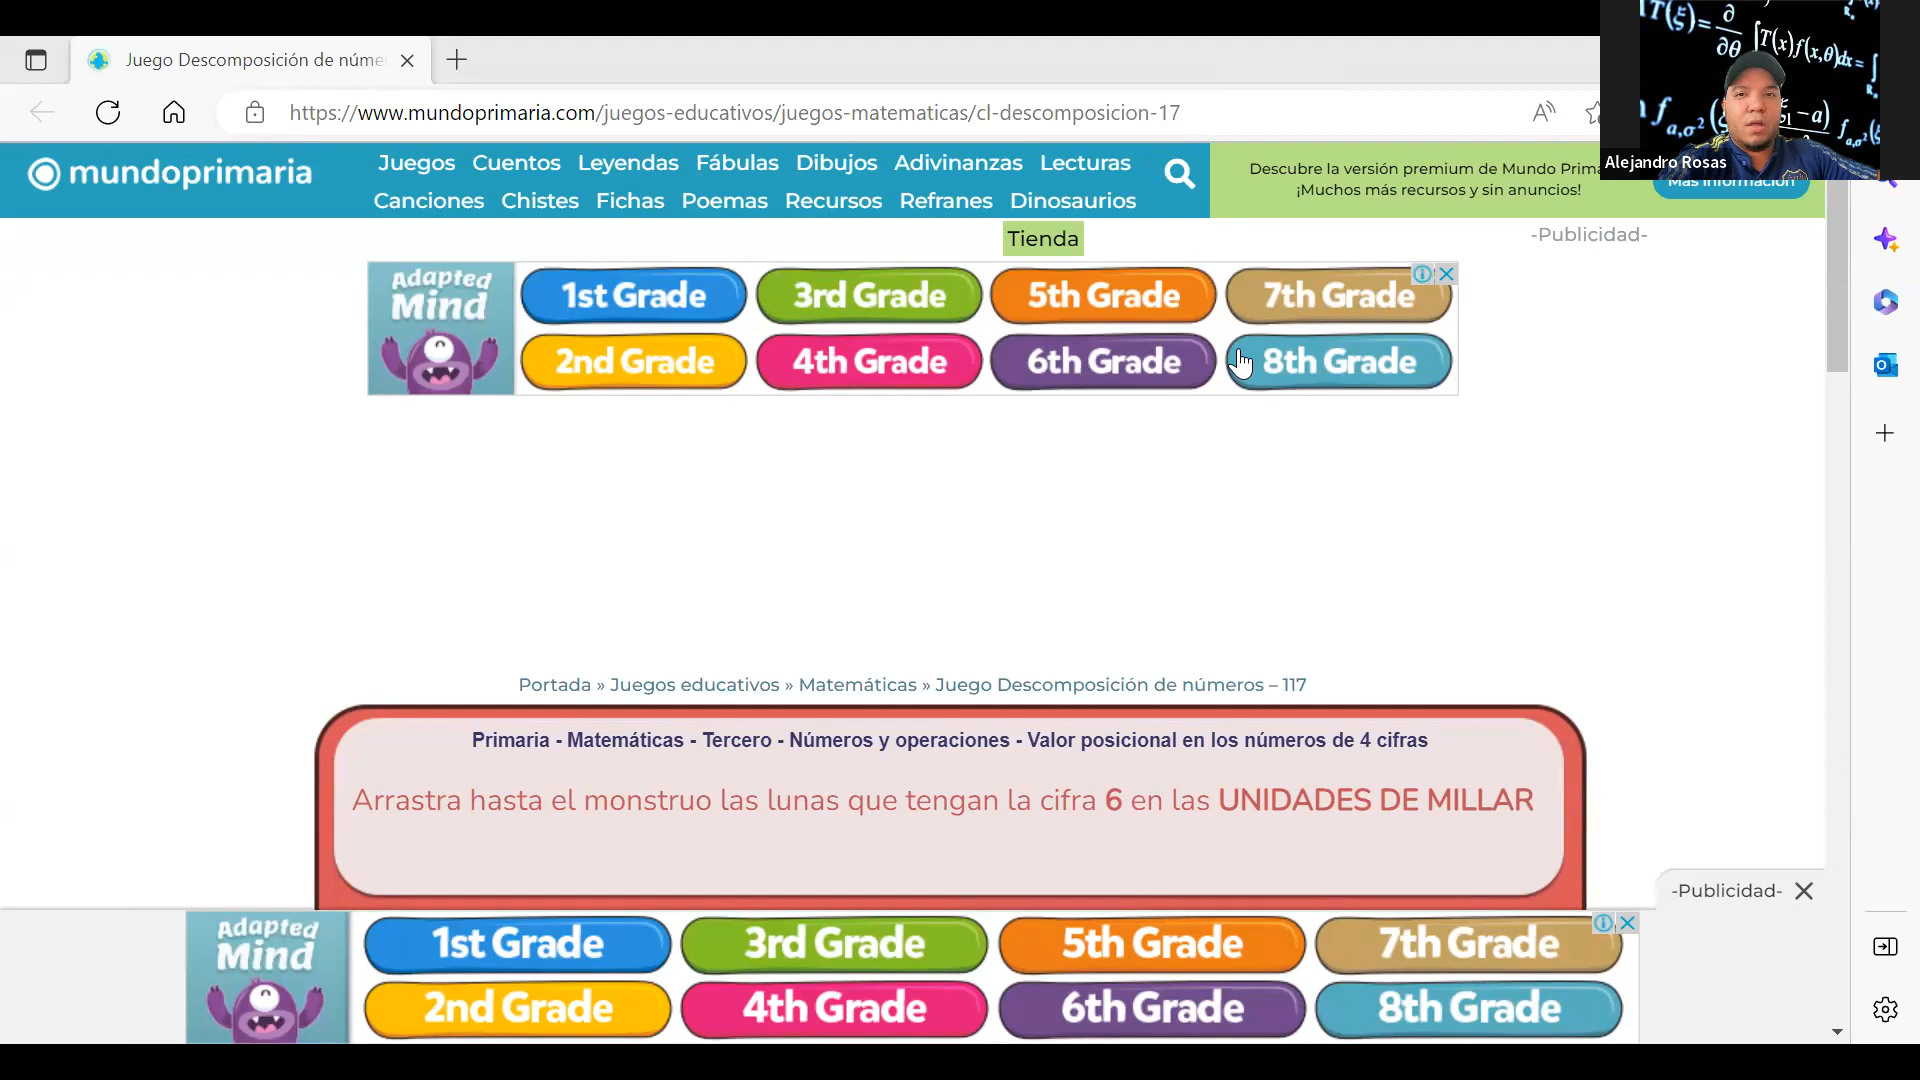 Juego Descomposición de núme
https://www.mundoprimaria.com/juegos-educativos/juegos-matematicas/cl-descomposicion-17
Alejandro Rosas
mundoprimaria
Juegos Cuentos Leyendas Fábulas Dibujos Adivinanzas Lecturas
Canciones Chistes Fichas Poemas Recursos Refranes Dinosaurios
Descubre la versión premium de Mundo Prima
¡Muchos más recursos y sin anuncios!
Más información
Tienda
-Publicidad-
Adapted
Mind
1st Grade 3rd Grade 5th Grade 7th Grade
2nd Grade 4th Grade 6th Grade 8th Grade
Portada » Juegos educativos » Matemáticas » Juego Descomposición de números – 117
Primaria - Matemáticas - Tercero - Números y operaciones - Valor posicional en los números de 4 cifras
Arrastra hasta el monstruo las lunas que tengan la cifra 6 en las UNIDADES DE MILLAR
-Publicidad-
Adapted
Mind
1st Grade 3rd Grade 5th Grade 7th Grade
2nd Grade 4th Grade 6th Grade 8th Grade